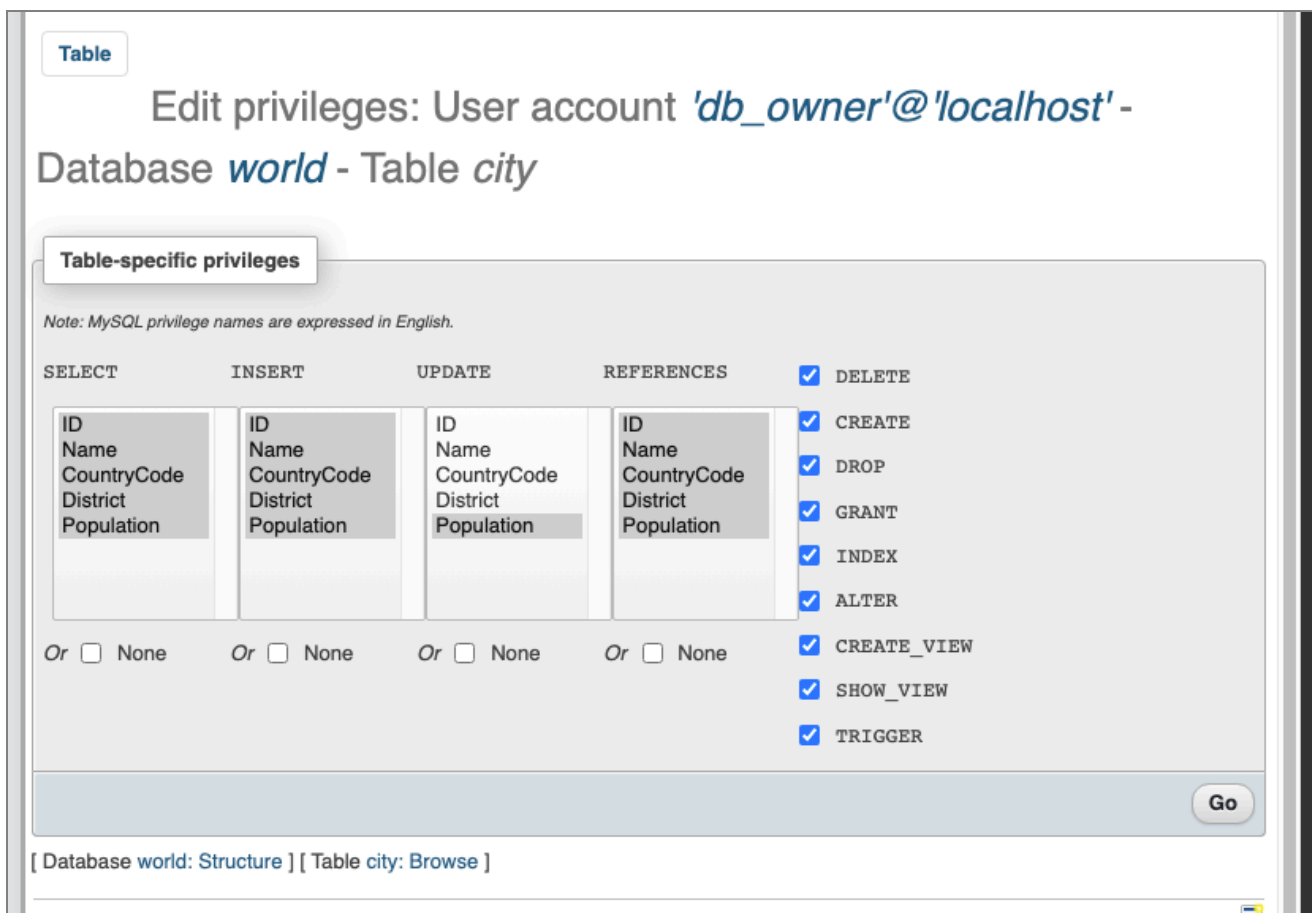 Table
Edit privileges: User account 'db_owner'@'localhost' -
Database world - Table city
Table-specific privileges
Note: MySQL privilege names are expressed in English.
SELECT INSERT UPDATE REFERENCES
ID ID ID ID
Name Name Name Name
CountryCode CountryCode CountryCode CountryCode
District District District District
Population Population Population Population
Or None Or None Or None Or None
DELETE
CREATE
DROP
GRANT
INDEX
ALTER
CREATE_VIEW
SHOW_VIEW
TRIGGER
Go
[ Database world: Structure ] [ Table city: Browse ]